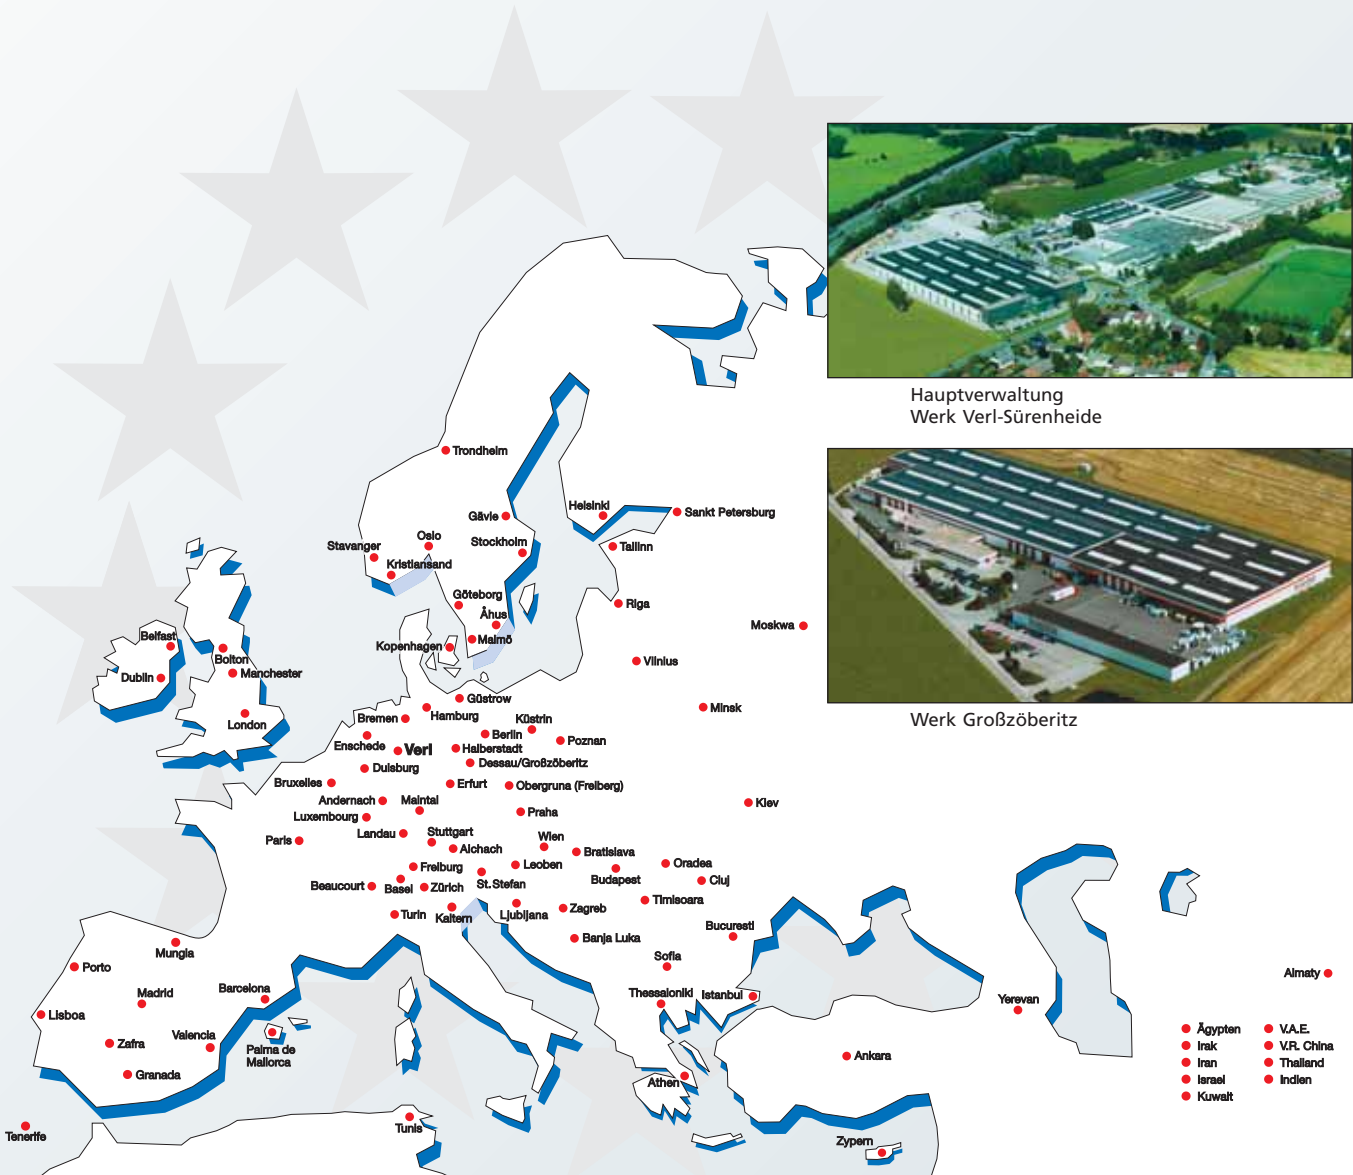 Hauptverwaltung
Werk Verl-Sürenheide
Werk Großzöberitz
Trondheim
Gävle
Helsinki
Sankt Petersburg
Oslo
Stockholm
Stavanger
Tallinn
Kristiansand
Göteborg
Riga
Åhus
Moskwa
Belfast
Malmö
Kopenhagen
Bolton
Vilnius
Manchester
Dublin
Güstrow
Minsk
Hamburg
Bremen
London
Küstrin
Berlin
Enschede
Poznan
Verl
Halberstadt
Dessau/Großzöberitz
Duisburg
Bruxelles
Erfurt
Obergruna (Freiberg)
Andernach
Maintal
Kiev
Luxembourg
Praha
Landau
Stuttgart
Paris
Wien
Aichach
Bratislava
Freiburg
Leoben
Oradea
Beaucourt
Basel
Zürich
St. Stefan
Budapest
Cluj
Timisoara
Turin
Kaltern
Ljubljana
Zagreb
Bucuresti
Banja Luka
Mungia
Sofia
Porto
Almaty
Madrid
Barcelona
Thessaloniki
Istanbul
Yerevan
Lisboa
Zafra
Valencia
Palma de
Mallorca
Ankara
Granada
Athen
Ägypten
Irak
Iran
Israel
Kuwait
V.A.E.
V.R. China
Thailand
Indien
Tenerife
Tunis
Zypern